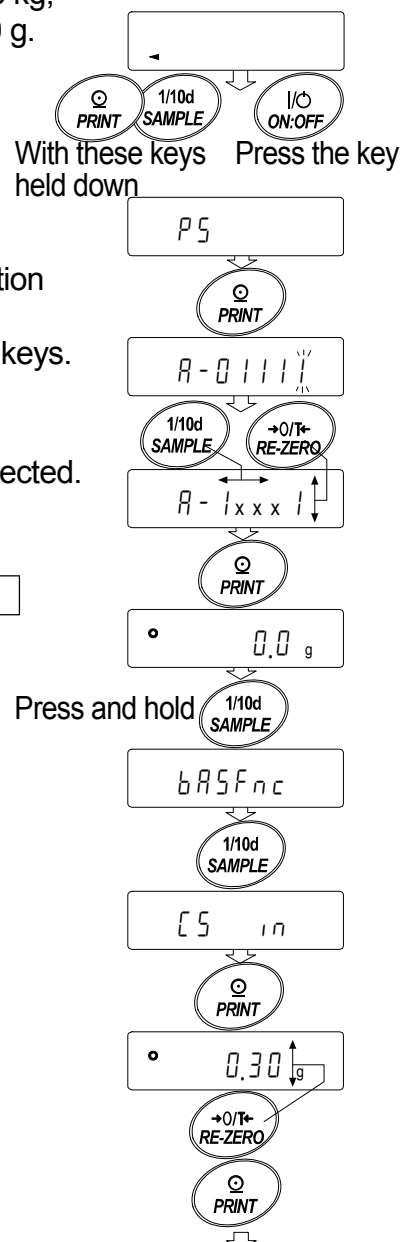 kg,
g.
PRINT
1/10d
SAMPLE
I/⏻
ON:OFF
With these keys Press the key
held down
PS
tion
PRINT
keys.
A-01111
1/10d
SAMPLE
→0/T←
RE-ZERO
ected.
A-1xxx1
PRINT
0.0 g
Press and hold
1/10d
SAMPLE
bASFnc
1/10d
SAMPLE
CS in
PRINT
0.30 g
→0/T←
RE-ZERO
PRINT